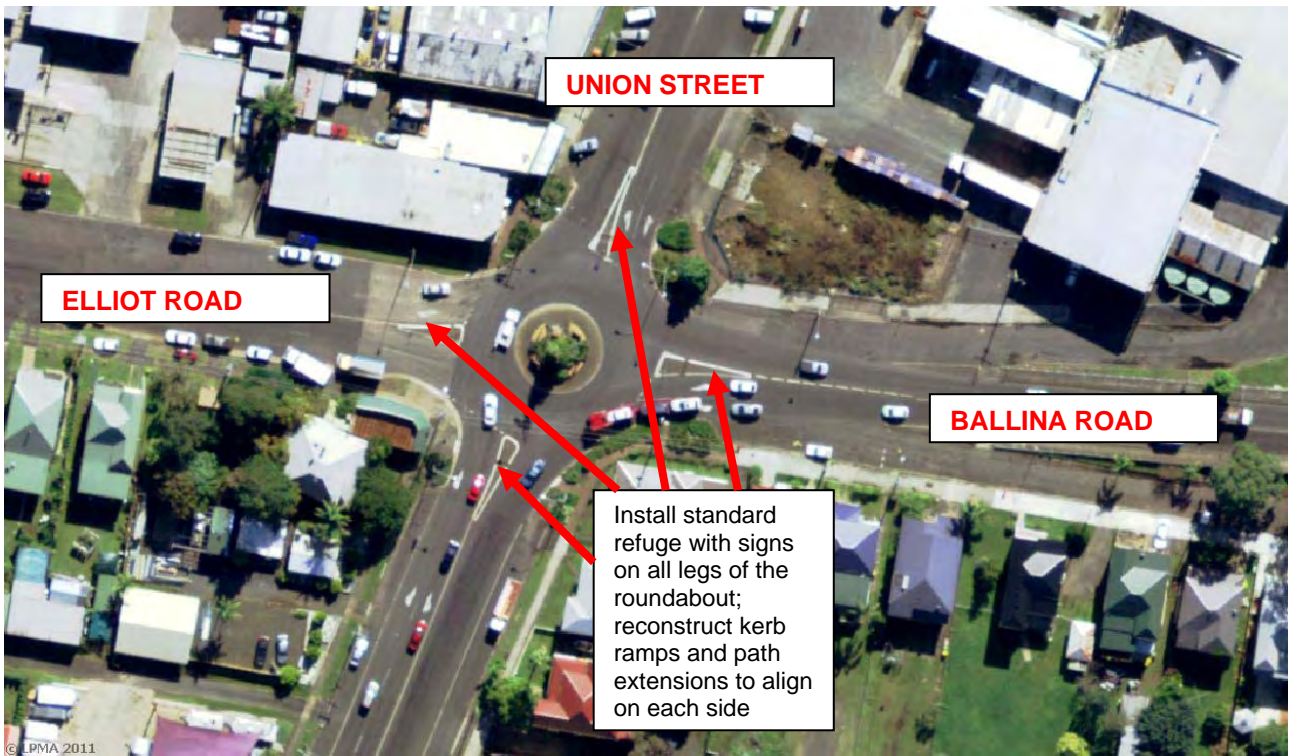 UNION STREET
ELLIOT ROAD
BALLINA ROAD
Install standard
refuge with signs
on all legs of the
roundabout;
reconstruct kerb
ramps and path
extensions to align
on each side
© LPMA 2011